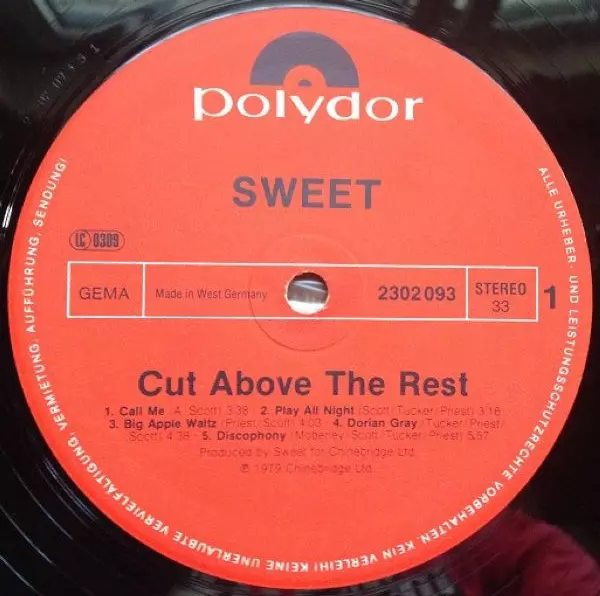 polydor
SWEET
LC 0309
GEMA
Made in West Germany
2302 093
STEREO
33
1
Cut Above The Rest
1. Call Me (A. Scott) 3:38 2. Play All Night (Scott/Tucker/Priest) 3:16
3. Big Apple Waltz (Priest/Scott) 4:03 4. Dorian Gray (Tucker/Priest/
Scott) 4:38 5. Discophony (Moberley/Scott/Tucker/Priest) 5:57
Produced by Sweet for Chinebridge Ltd.
℗ 1979 Chinebridge Ltd.
ALLE URHEBER- UND LEISTUNGSSCHUTZRECHTE VORBEHALTEN. KEIN VERLEIH! KEINE UNERLAUBTE VERVIELFÄLTIGUNG, VERMIETUNG, AUFFÜHRUNG, SENDUNG!